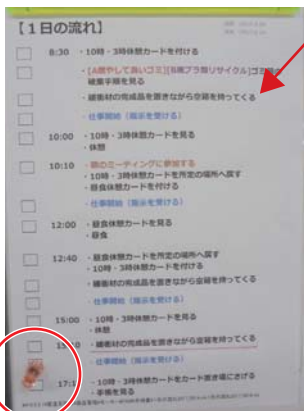 【1日の流れ】
8:30 ・10時・3時休憩カードを付ける
・[A燃やして良いゴミ][B廃プラ類リサイクル]ゴミ
廃棄手順を見る
・緩衝材の完成品を置きながら空箱を持ってくる
・仕事開始（指示を受ける）
10:00 ・10時・3時休憩カードを見る
・休憩
10:10 ・朝のミーティングに参加する
・10時・3時休憩カードを所定の場所へ戻す
・昼食休憩カードを付ける
・仕事開始（指示を受ける）
12:00 ・昼食休憩カードを見る
・昼食
12:40 ・昼食休憩カードを所定の場所へ戻す
・10時・3時休憩カードを付ける
・緩衝材の完成品を置きながら空箱を持ってくる
・仕事開始（指示を受ける）
15:00 ・10時・3時休憩カードを見る
・休憩
・緩衝材の完成品を置きながら空箱を持ってくる
・仕事開始（指示を受ける）
・10時・3時休憩カードをカード置き場にさげる
・手帳を見る